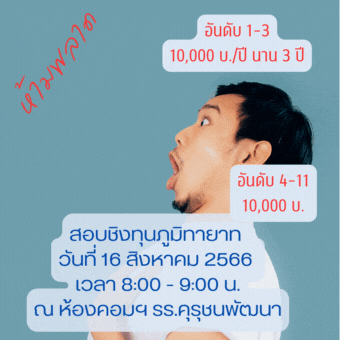 ห้ามพลาด
อันดับ 1-3
10,000 บ./ปี นาน 3 ปี
อันดับ 4-11
10,000 บ.
สอบชิงทุนภูมิทายาท
วันที่ 16 สิงหาคม 2566
เวลา 8:00 - 9:00 น.
ณ ห้องคอมฯ รร.คุรุชนพัฒนา